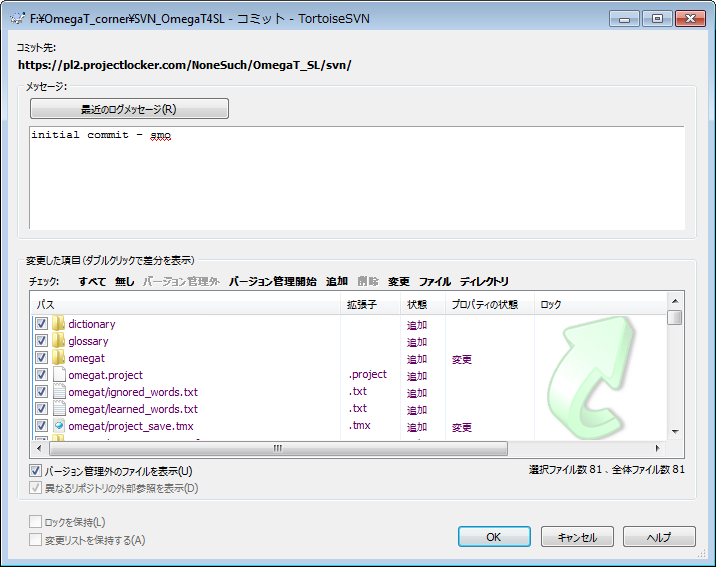 F:¥OmegaT_corner¥SVN_OmegaT4SL - コミット - TortoiseSVN
コミット先:
https://pl2.projectlocker.com/NoneSuch/OmegaT_SL/svn/
メッセージ:
最近のログメッセージ(R)
initial commit - smo
変更した項目(ダブルクリックで差分を表示)
チェック: すべて 無し バージョン管理外 バージョン管理開始 追加 削除 変更 ファイル ディレクトリ
パス 拡張子 状態 プロパティの状態 ロック
dictionary 追加
glossary 追加
omegat 追加 変更
omegat.project .project 追加
omegat/ignored_words.txt .txt 追加
omegat/learned_words.txt .txt 追加
omegat/project_save.tmx .tmx 追加 変更
バージョン管理外のファイルを表示(U) 選択ファイル数 81 、全体ファイル数 81
異なるリポジトリの外部参照を表示(D)
ロックを保持(L)
変更リストを保持する(A)
OK キャンセル ヘルプ